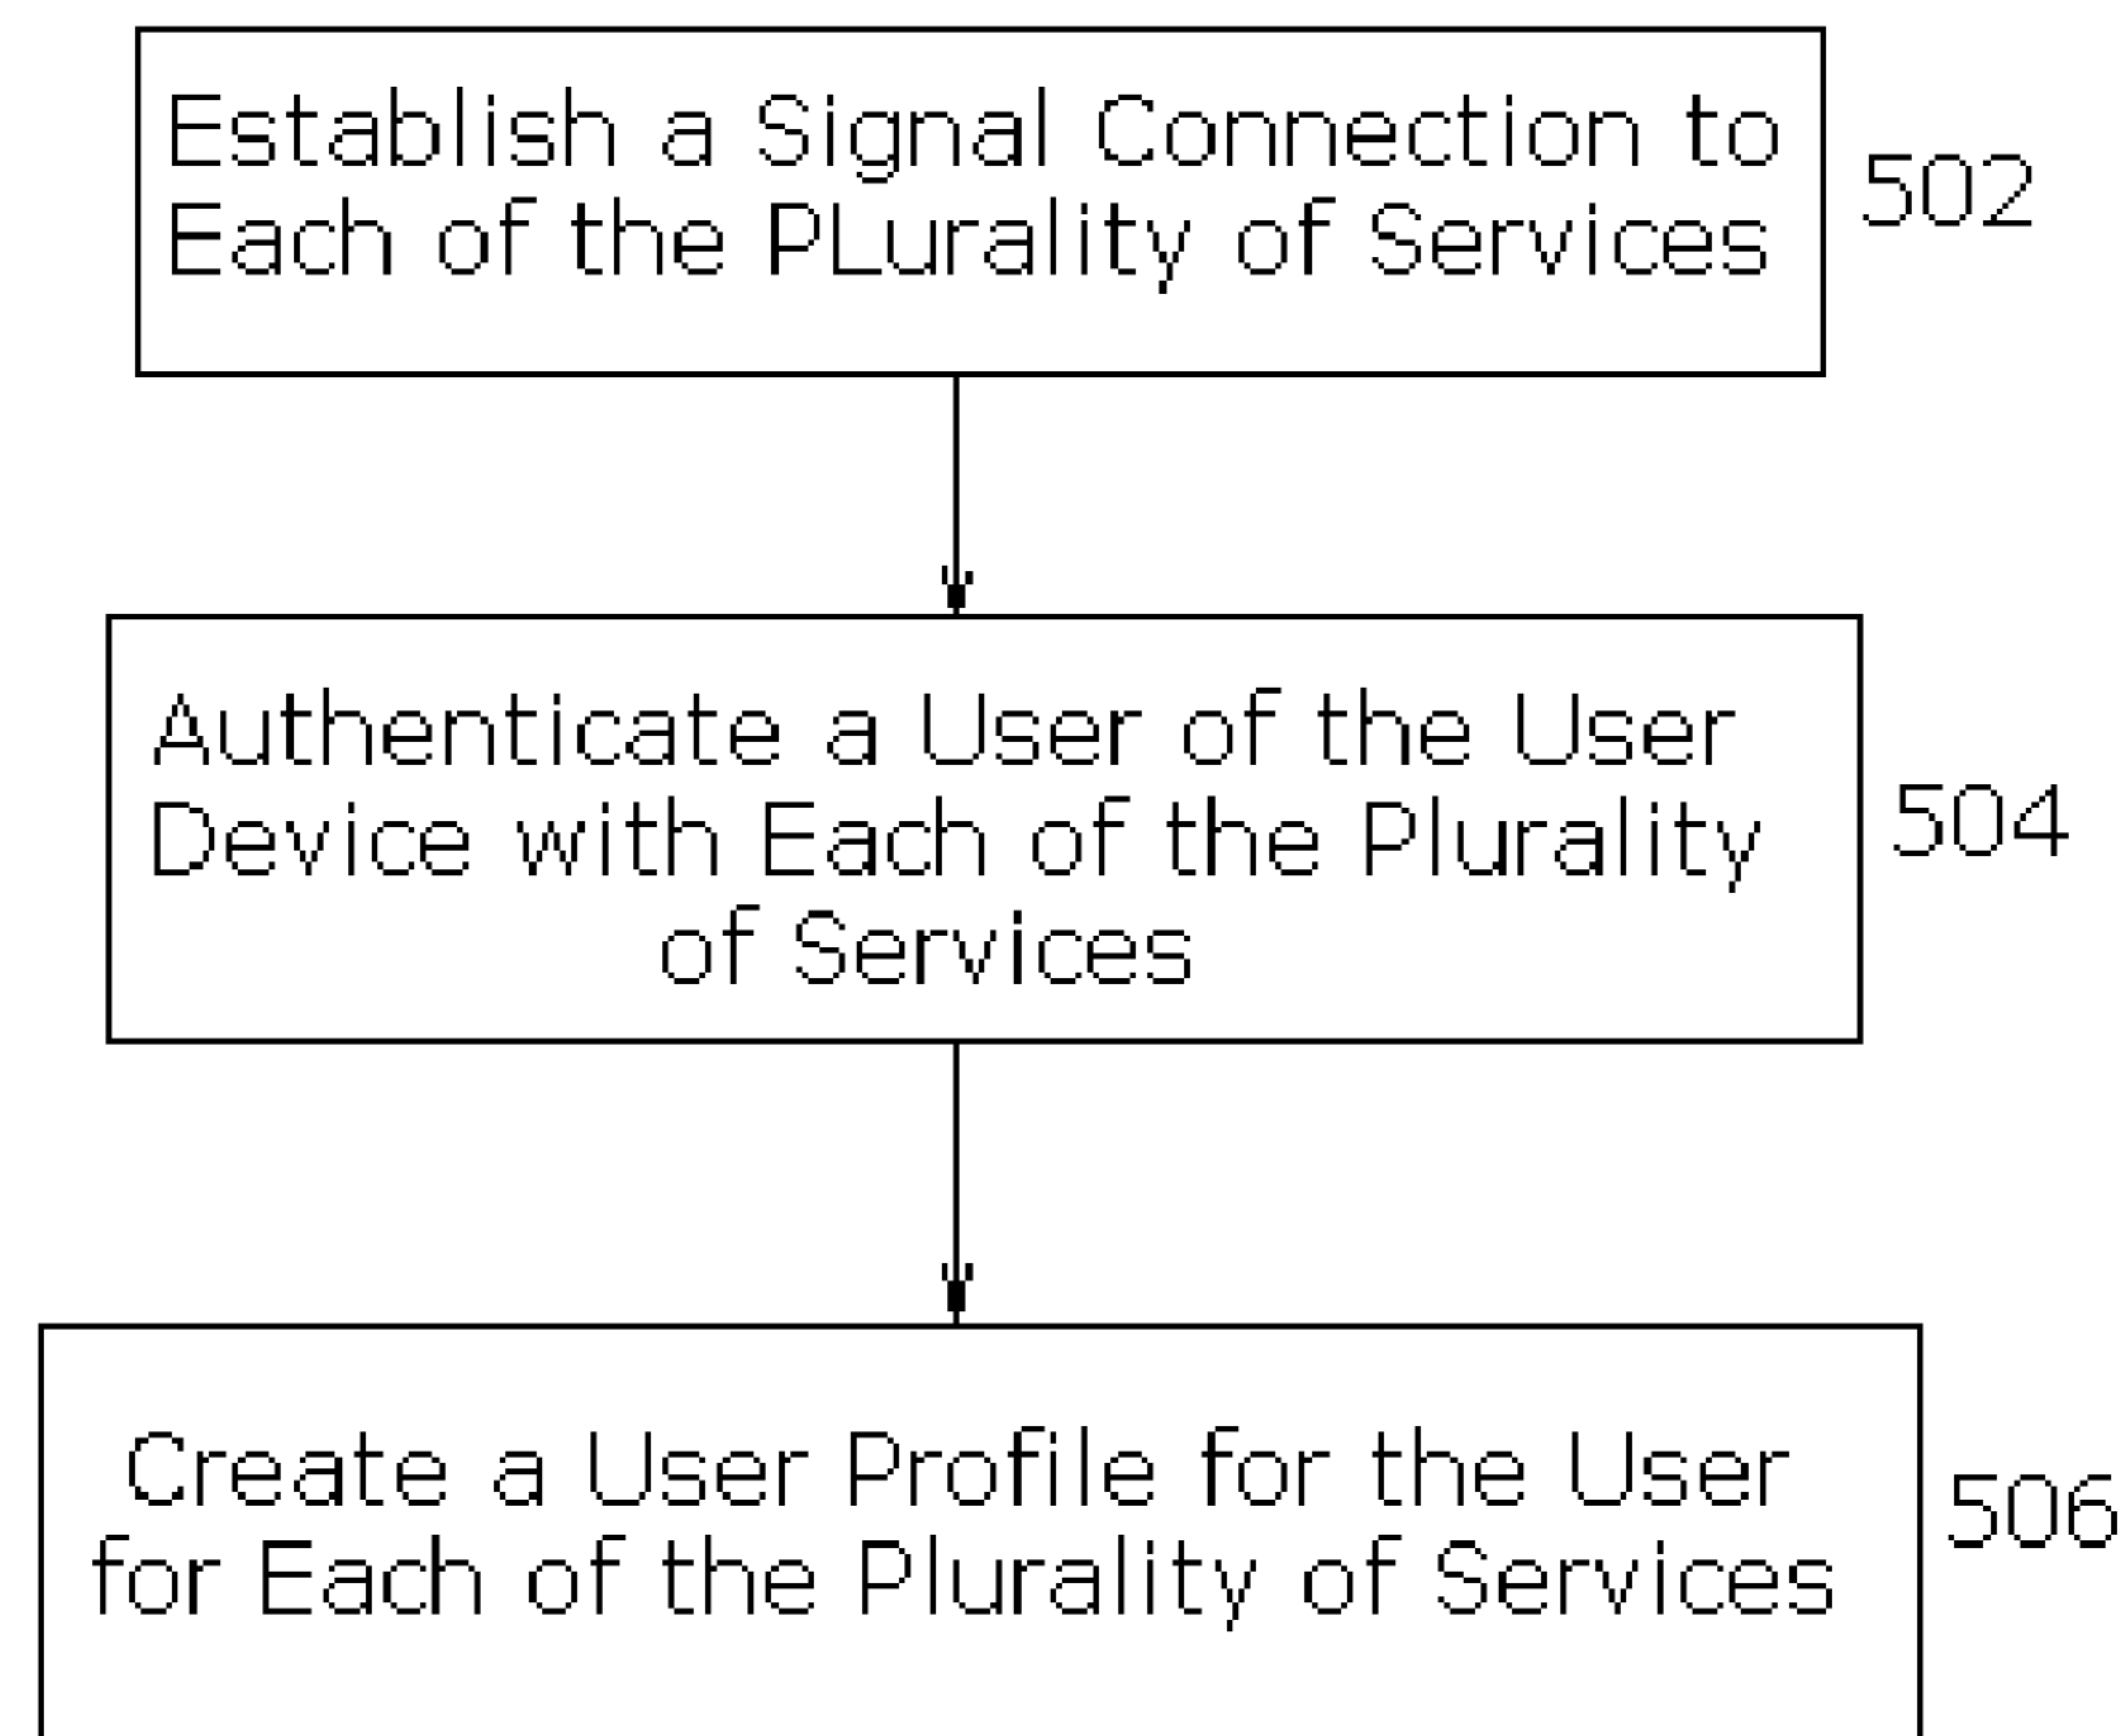 Establish a Signal Connection to
Each of the PLurality of Services
502
Authenticate a User of the User
Device with Each of the Plurality
of Services
504
Create a User Profile for the User
for Each of the Plurality of Services
506